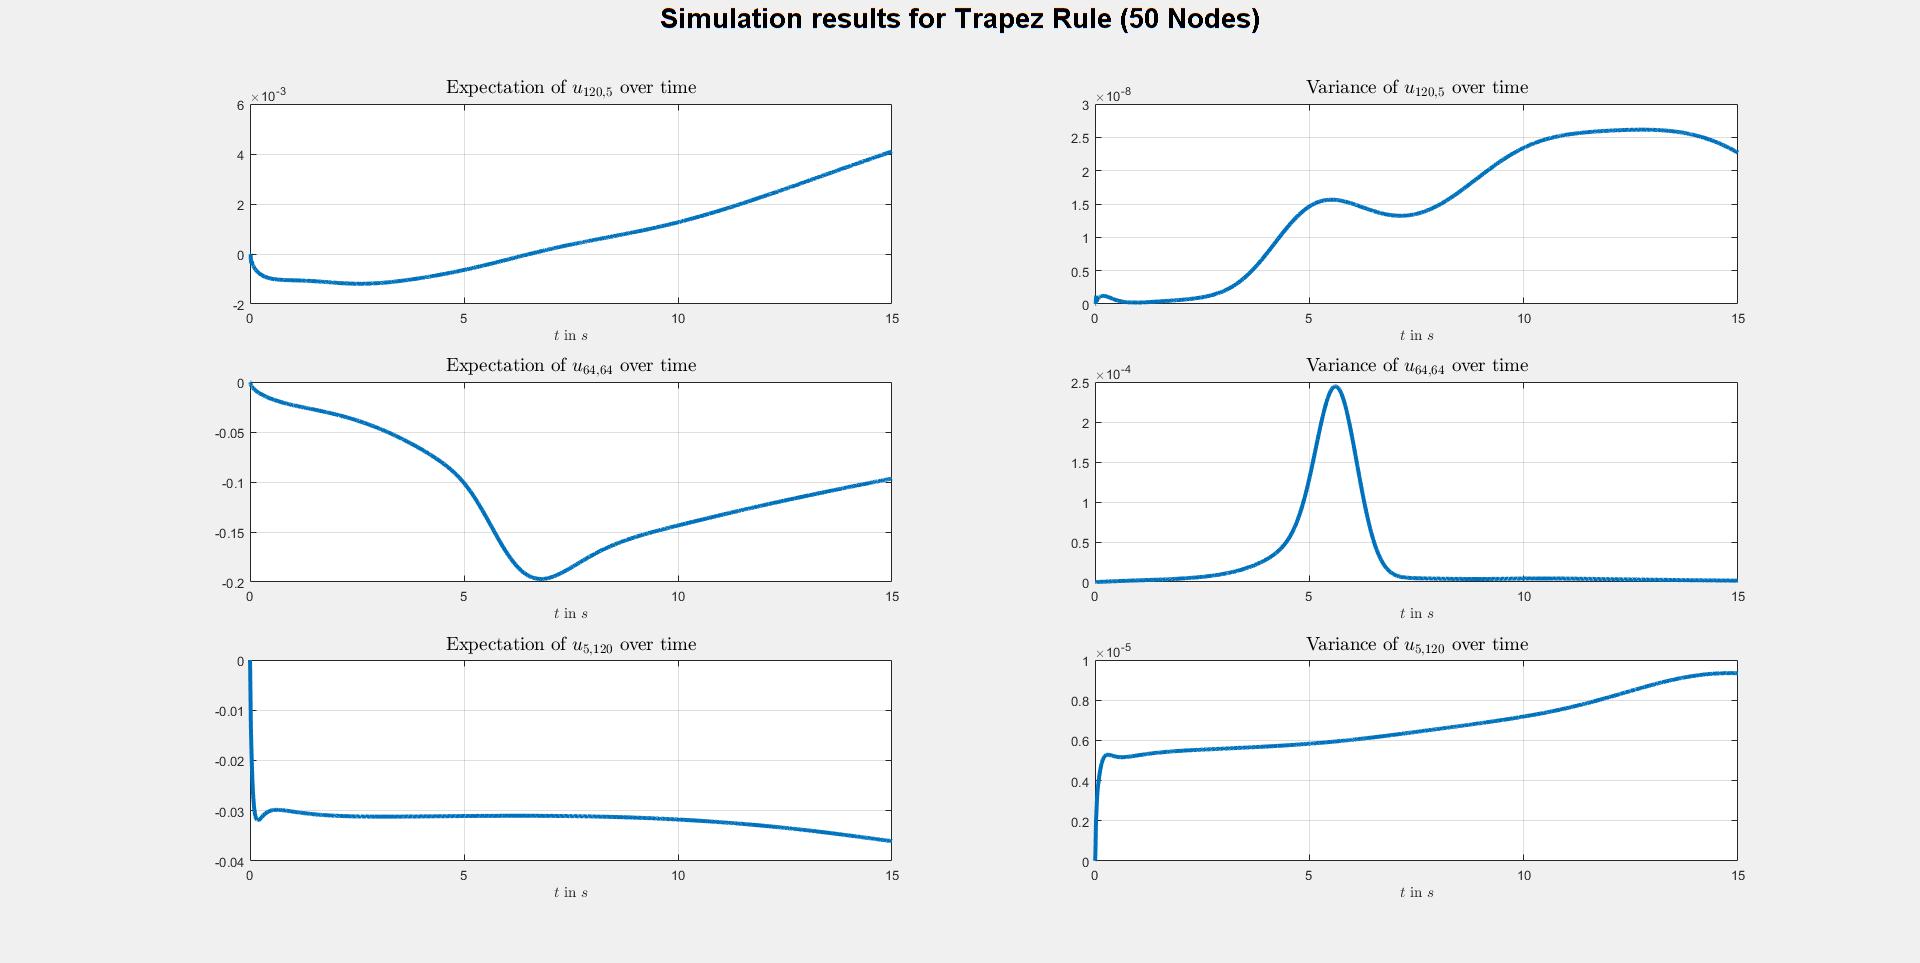 Simulation results for Trapez Rule (50 Nodes)
Expectation of u120,5 over time
×10-3
6
4
2
0
-2
0 5 10 15
t in s
Variance of u120,5 over time
×10-8
3
2.5
2
1.5
1
0.5
0
0 5 10 15
t in s
Expectation of u64,64 over time
0
-0.05
-0.1
-0.15
-0.2
0 5 10 15
t in s
Variance of u64,64 over time
×10-4
2.5
2
1.5
1
0.5
0
0 5 10 15
t in s
Expectation of u5,120 over time
0
-0.01
-0.02
-0.03
-0.04
0 5 10 15
t in s
Variance of u5,120 over time
×10-5
1
0.8
0.6
0.4
0.2
0
0 5 10 15
t in s